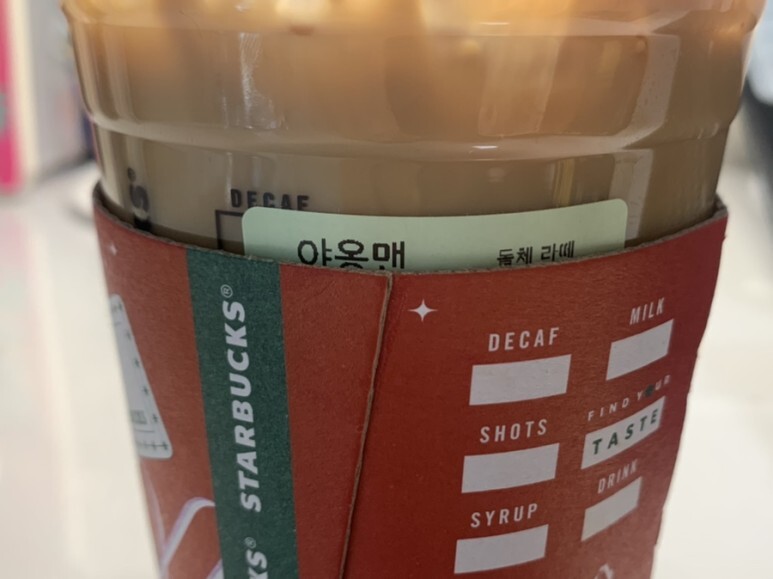 DECAF
야옹맨
돌체 라떼
STARBUCKS®
DECAF
MILK
SHOTS
FIND YOUR
TASTE
SYRUP
DRINK